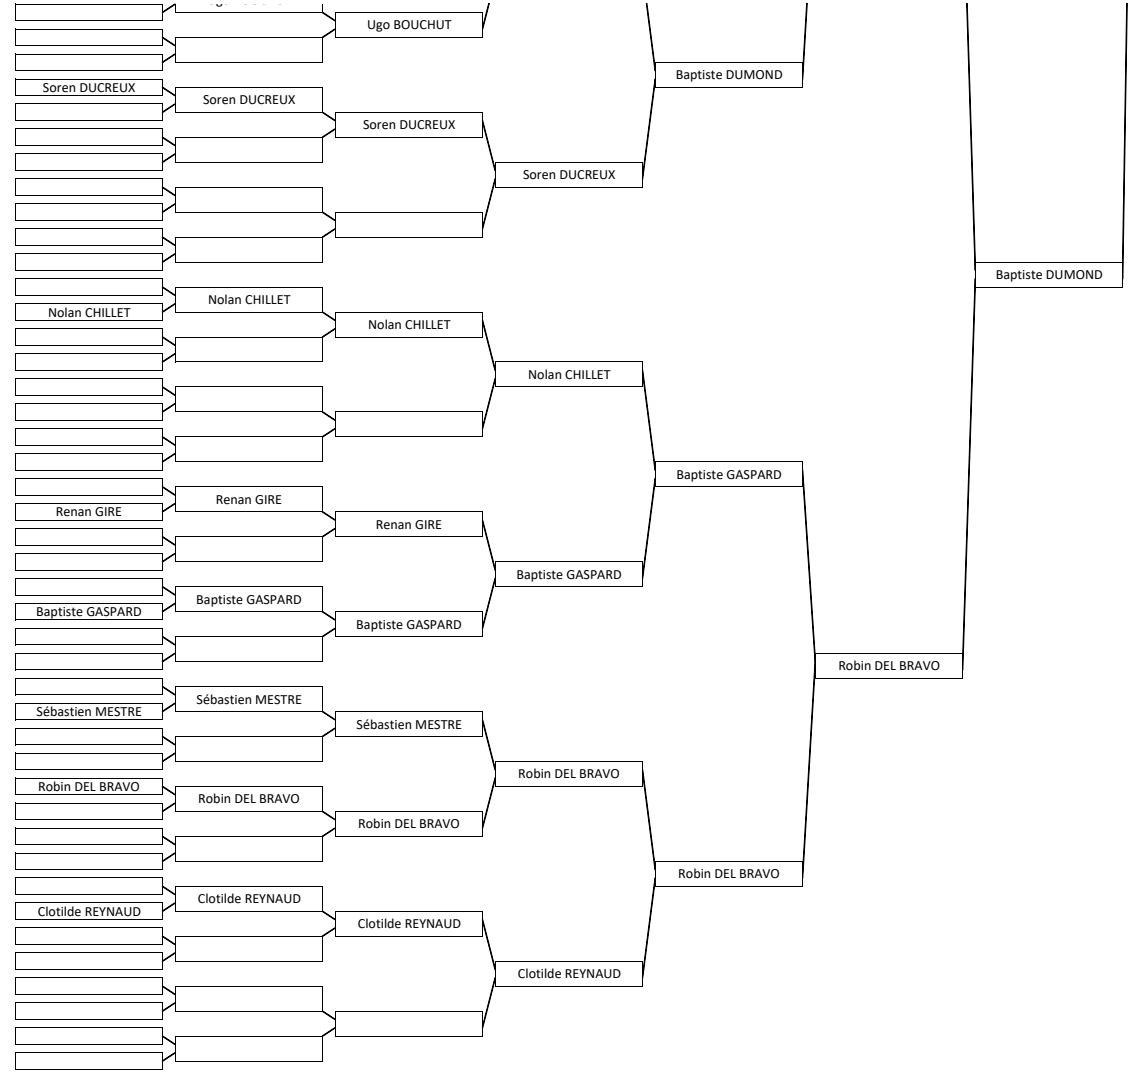 Ugo BOUCHUT
Baptiste DUMOND
Soren DUCREUX
Soren DUCREUX
Soren DUCREUX
Soren DUCREUX
Baptiste DUMOND
Nolan CHILLET
Nolan CHILLET
Nolan CHILLET
Nolan CHILLET
Baptiste GASPARD
Renan GIRE
Renan GIRE
Renan GIRE
Baptiste GASPARD
Baptiste GASPARD
Baptiste GASPARD
Baptiste GASPARD
Robin DEL BRAVO
Sébastien MESTRE
Sébastien MESTRE
Sébastien MESTRE
Robin DEL BRAVO
Robin DEL BRAVO
Robin DEL BRAVO
Robin DEL BRAVO
Robin DEL BRAVO
Clotilde REYNAUD
Clotilde REYNAUD
Clotilde REYNAUD
Clotilde REYNAUD